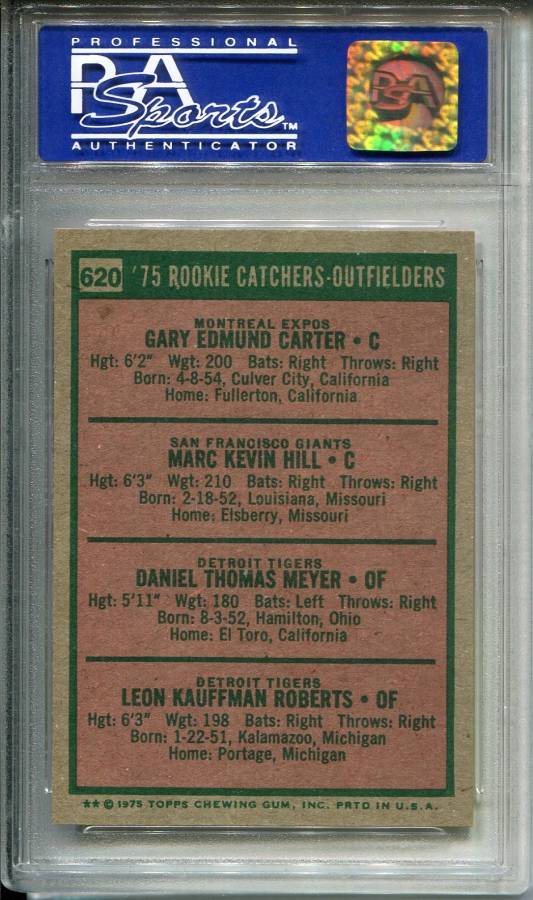 PROFESSIONAL
PSA
Sports™
AUTHENTICATOR
PSA
620 '75 ROOKIE CATCHERS-OUTFIELDERS
MONTREAL EXPOS
GARY EDMUND CARTER • C
Hgt: 6'2" Wgt: 200 Bats: Right Throws: Right
Born: 4-8-54, Culver City, California
Home: Fullerton, California
SAN FRANCISCO GIANTS
MARC KEVIN HILL • C
Hgt: 6'3" Wgt: 210 Bats: Right Throws: Right
Born: 2-18-52, Louisiana, Missouri
Home: Elsberry, Missouri
DETROIT TIGERS
DANIEL THOMAS MEYER • OF
Hgt: 5'11" Wgt: 180 Bats: Left Throws: Right
Born: 8-3-52, Hamilton, Ohio
Home: El Toro, California
DETROIT TIGERS
LEON KAUFFMAN ROBERTS • OF
Hgt: 6'3" Wgt: 198 Bats: Right Throws: Right
Born: 1-22-51, Kalamazoo, Michigan
Home: Portage, Michigan
** © 1975 TOPPS CHEWING GUM, INC. PRTD IN U.S.A.